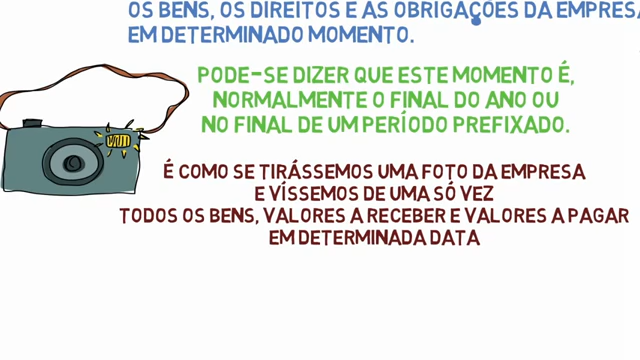 OS BENS, OS DIREITOS E AS OBRIGAÇÕES DA EMPRESA
EM DETERMINADO MOMENTO.
PODE-SE DIZER QUE ESTE MOMENTO É,
NORMALMENTE O FINAL DO ANO OU
NO FINAL DE UM PERÍODO PREFIXADO.
É COMO SE TIRÁSSEMOS UMA FOTO DA EMPRESA
E VÍSSEMOS DE UMA SÓ VEZ
TODOS OS BENS, VALORES A RECEBER E VALORES A PAGAR
EM DETERMINADA DATA